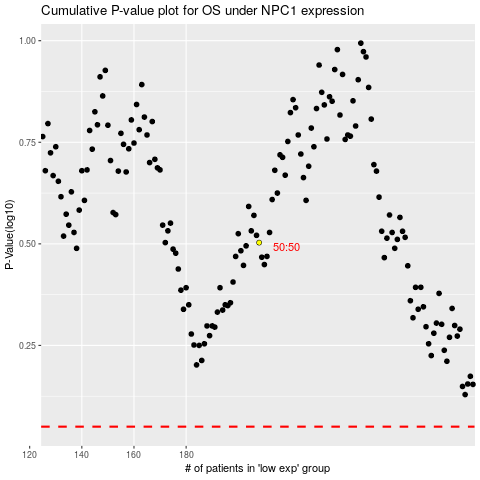 Cumulative P-value plot for OS under NPC1 expression
P-Value(log10)
1.00
0.75
0.50
0.25
50:50
120 140 160 180
# of patients in 'low exp' group